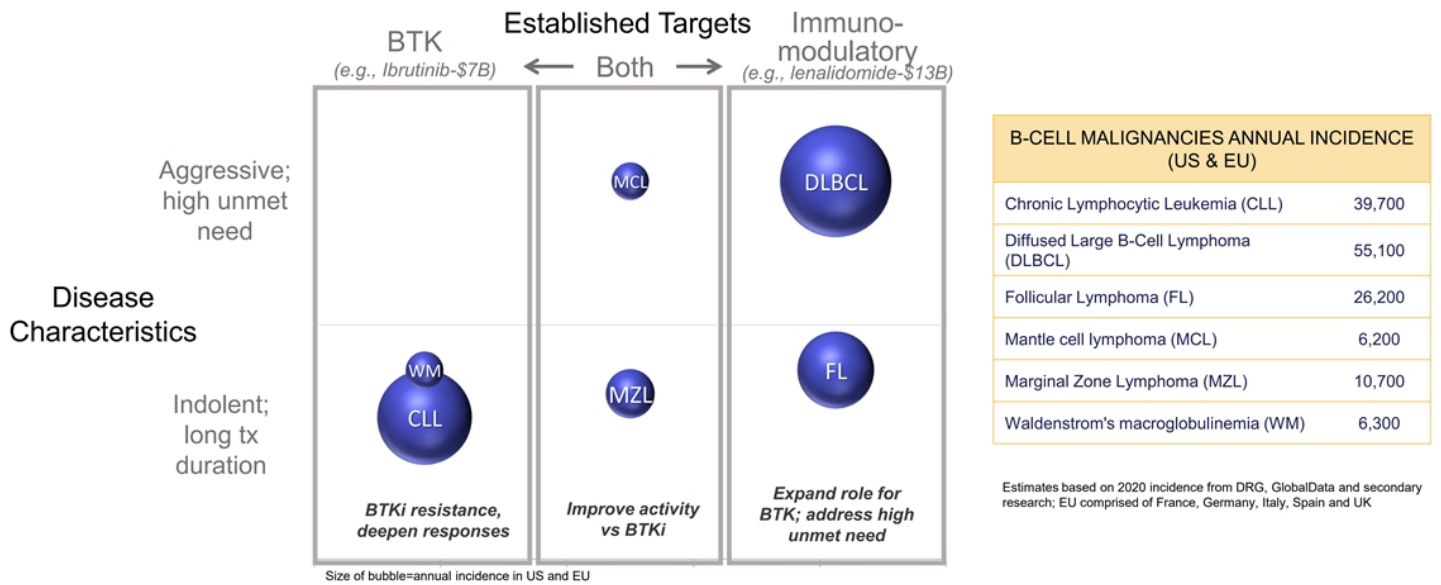 Established Targets
BTK
(e.g., Ibrutinib-$7B)
Both
Immuno-
modulatory
(e.g., lenalidomide-$13B)
Disease
Characteristics
Aggressive;
high unmet
need
MCL
DLBCL
Indolent;
long tx
duration
WM
CLL
MZL
FL
BTKi resistance,
deepen responses
Improve activity
vs BTKi
Expand role for
BTK; address high
unmet need
Size of bubble=annual incidence in US and EU
B-CELL MALIGNANCIES ANNUAL INCIDENCE
(US & EU)
Chronic Lymphocytic Leukemia (CLL) 39,700
Diffused Large B-Cell Lymphoma
(DLBCL) 55,100
Follicular Lymphoma (FL) 26,200
Mantle cell lymphoma (MCL) 6,200
Marginal Zone Lymphoma (MZL) 10,700
Waldenstrom's macroglobulinemia (WM) 6,300
Estimates based on 2020 incidence from DRG, GlobalData and secondary
research; EU comprised of France, Germany, Italy, Spain and UK